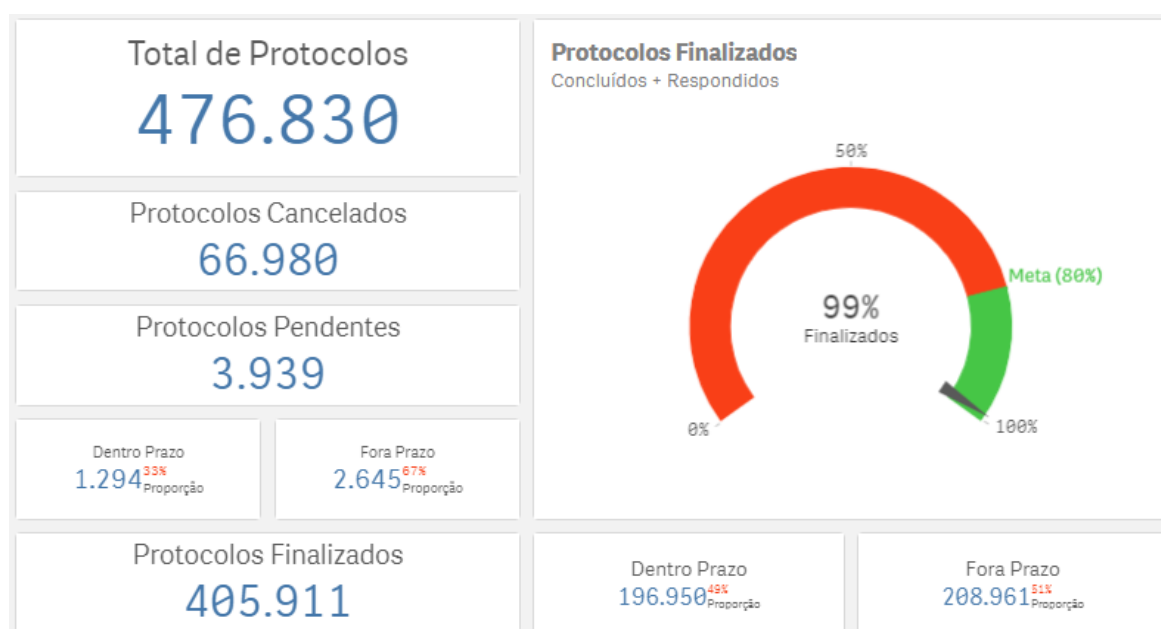 Total de Protocolos
476.830
Protocolos Cancelados
66.980
Protocolos Pendentes
3.939
Dentro Prazo
1.294 33% Proporção
Fora Prazo
2.645 67% Proporção
Protocolos Finalizados
Concluídos + Respondidos
50%
Meta (80%)
99%
Finalizados
0%
100%
Protocolos Finalizados
405.911
Dentro Prazo
196.950 49% Proporção
Fora Prazo
208.961 51% Proporção